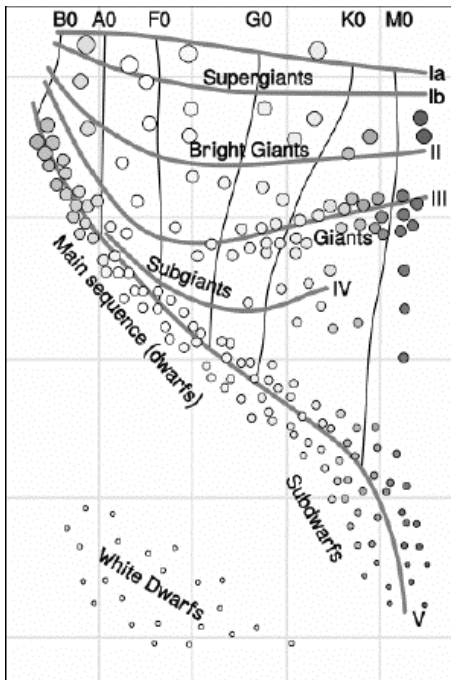 B0 A0 F0 G0 K0 M0
Ia
Supergiants
Ib
Bright Giants
II
III
Giants
Subgiants
IV
Main sequence (dwarfs)
Subdwarfs
White Dwarfs
V